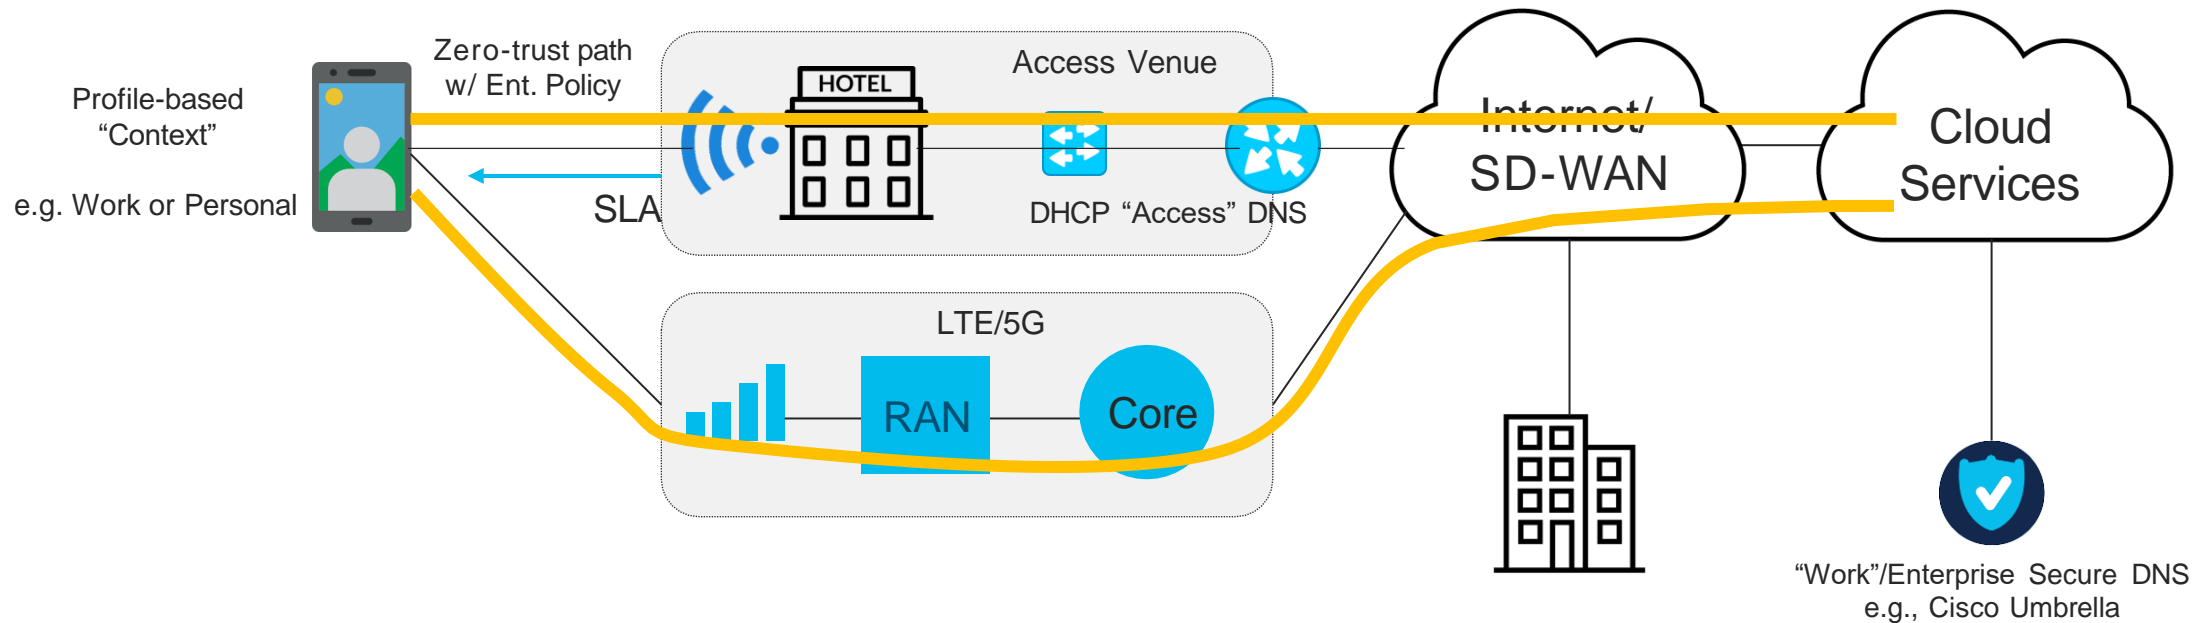 Profile-based
“Context”
e.g. Work or Personal
Zero-trust path
w/ Ent. Policy
SLA
HOTEL
Access Venue
DHCP “Access” DNS
LTE/5G
RAN
Core
Internet/
SD-WAN
Cloud
Services
“Work”/Enterprise Secure DNS
e.g., Cisco Umbrella